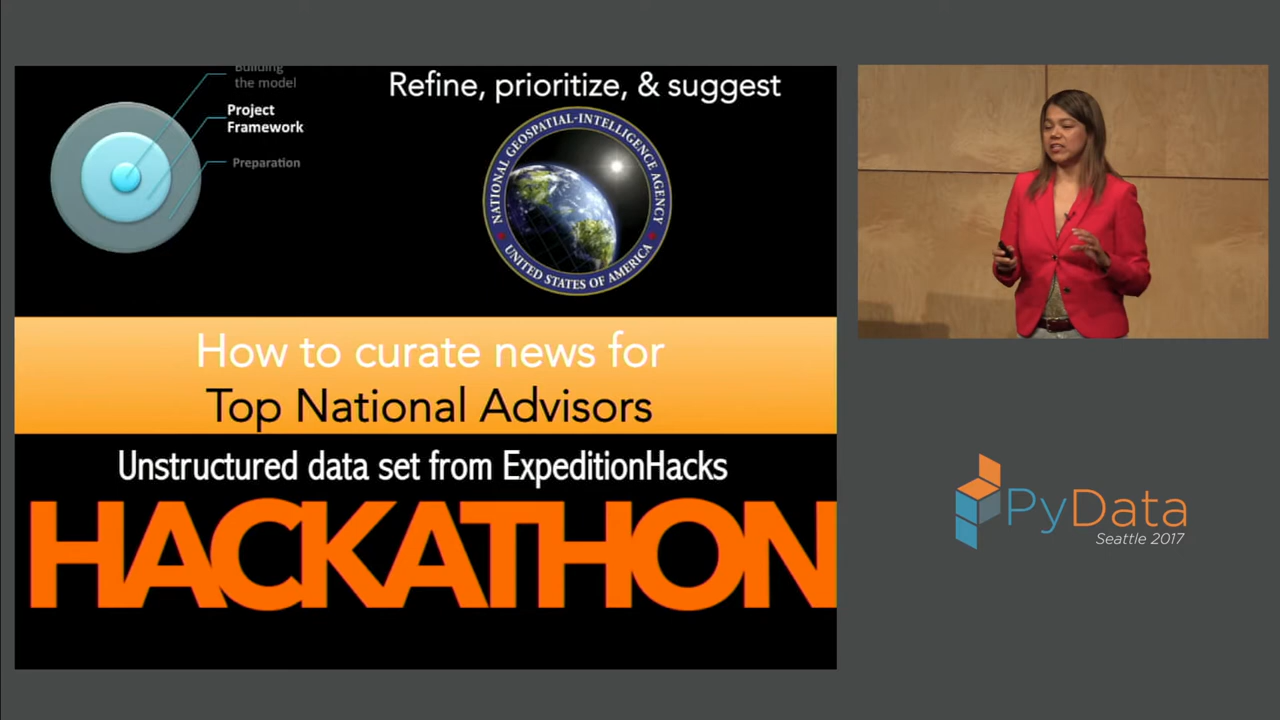 Building
the model
Project
Framework
Preparation
Refine, prioritize, & suggest
NATIONAL GEOSPATIAL-INTELLIGENCE AGENCY
UNITED STATES OF AMERICA
How to curate news for
Top National Advisors
Unstructured data set from ExpeditionHacks
HACKATHON
PyData
Seattle 2017